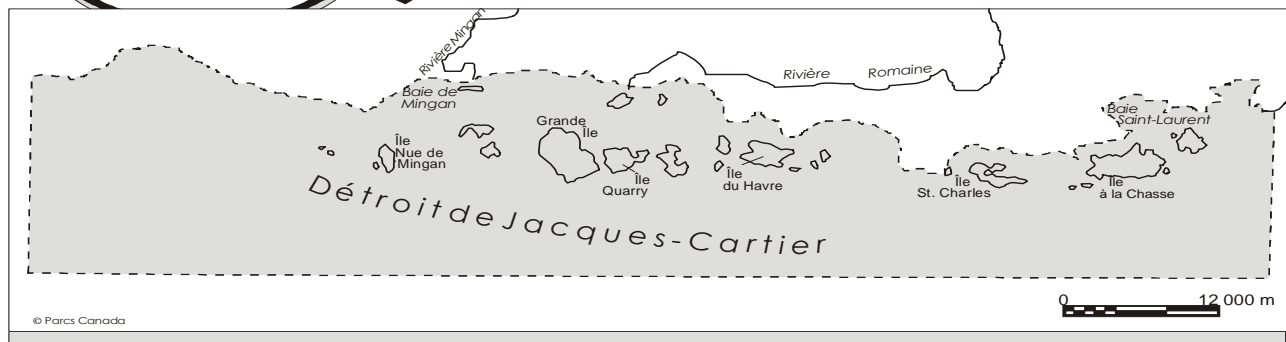 Rivière Mingan
Rivière Romaine
Baie de
Mingan
Baie
Saint-Laurent
Grande
Île
Île
Nue de
Mingan
Île
Quarry
Île
du Havre
Île
St. Charles
Île
à la Chasse
Détroit de Jacques-Cartier
0 12 000 m
© Parcs Canada